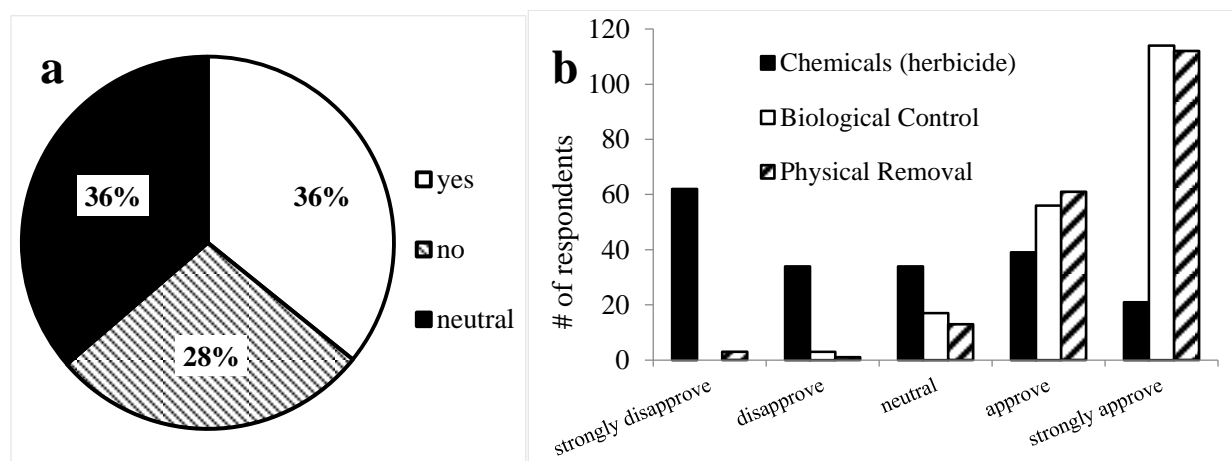 a
36%
36%
28%
yes
no
neutral
b
# of respondents
120
100
80
60
40
20
0
Chemicals (herbicide)
Biological Control
Physical Removal
strongly disapprove
disapprove
neutral
approve
strongly approve